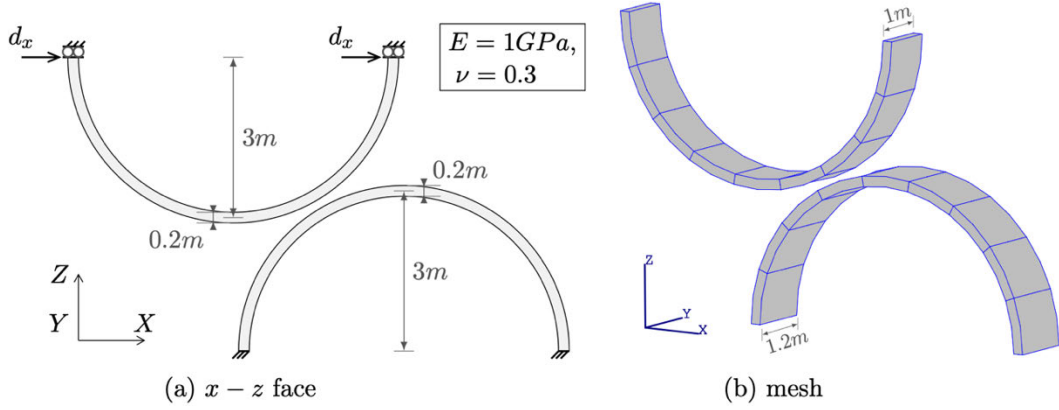 d_x
d_x
E = 1GPa,
ν = 0.3
1m
3m
0.2m
0.2m
3m
Z
Y X
Z
Y
X
1.2m
(a) x − z face
(b) mesh